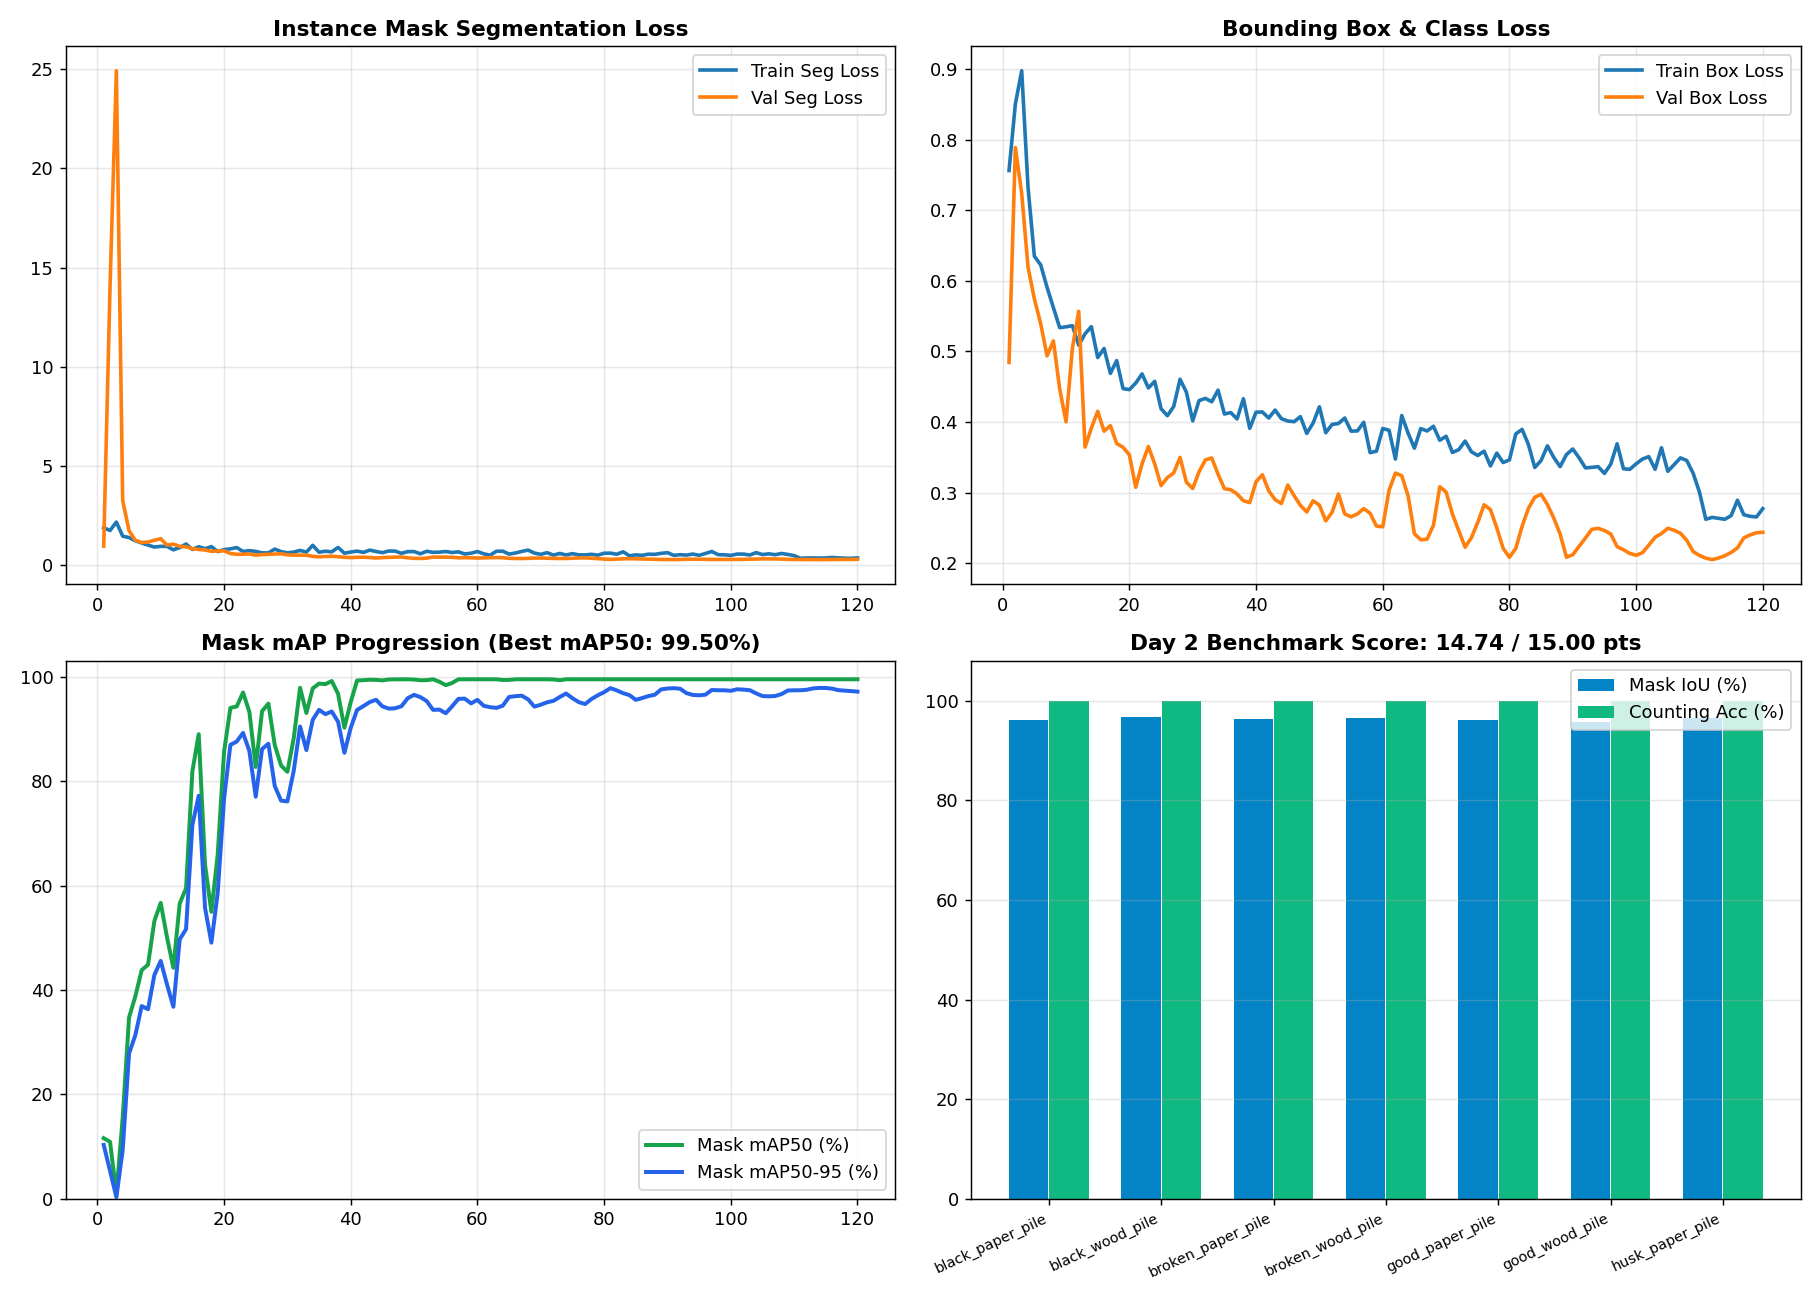 Instance Mask Segmentation Loss
25
20
15
10
5
0
0 20 40 60 80 100 120
Train Seg Loss
Val Seg Loss
Bounding Box & Class Loss
0.9
0.8
0.7
0.6
0.5
0.4
0.3
0.2
0 20 40 60 80 100 120
Train Box Loss
Val Box Loss
Mask mAP Progression (Best mAP50: 99.50%)
100
80
60
40
20
0
0 20 40 60 80 100 120
Mask mAP50 (%)
Mask mAP50-95 (%)
Day 2 Benchmark Score: 14.74 / 15.00 pts
100
80
60
40
20
0
Mask IoU (%)
Counting Acc (%)
black_paper_pile
black_wood_pile
broken_paper_pile
broken_wood_pile
good_paper_pile
good_wood_pile
husk_paper_pile